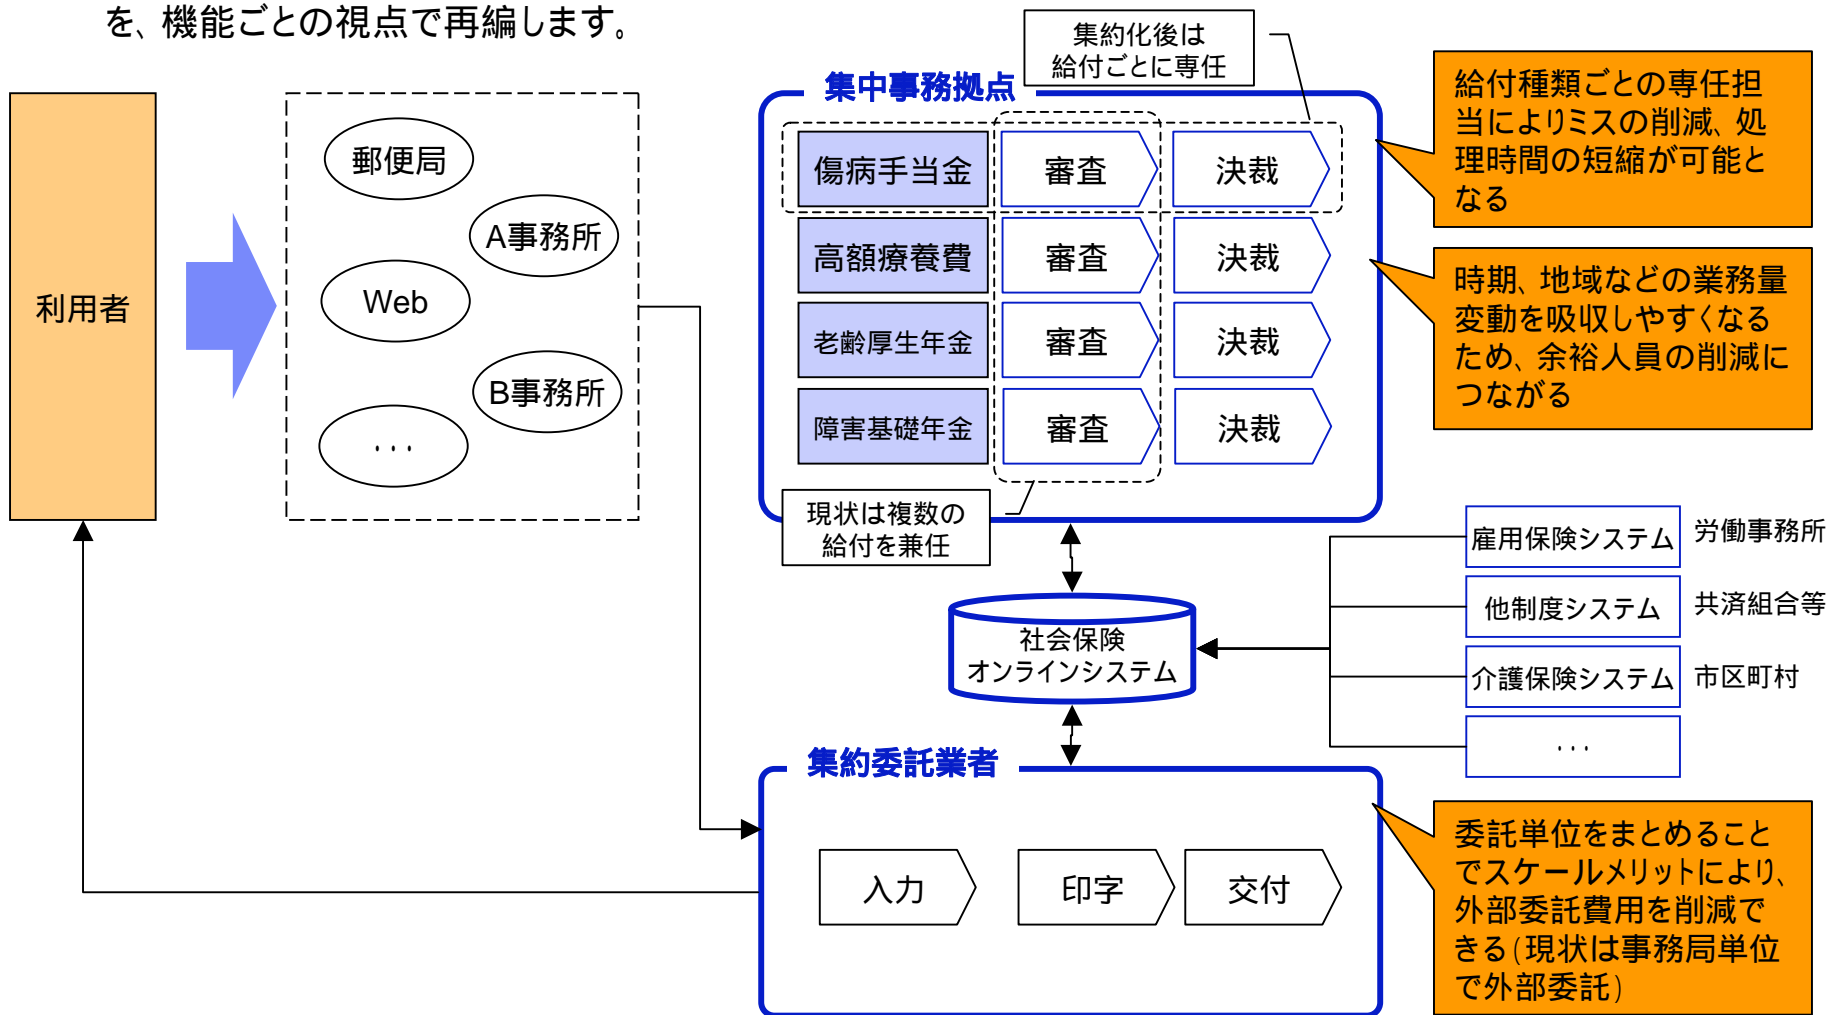 を、機能ごとの視点で再編します。
集約化後は
給付ごとに専任
集中事務拠点
給付種類ごとの専任担
当によりミスの削減、処
理時間の短縮が可能と
なる
利用者
郵便局
A事務所
Web
B事務所
・・・
傷病手当金
審査
決裁
高額療養費
審査
決裁
老齢厚生年金
審査
決裁
障害基礎年金
審査
決裁
時期、地域などの業務量
変動を吸収しやすくなる
ため、余裕人員の削減に
つながる
現状は複数の
給付を兼任
雇用保険システム
労働事務所
他制度システム
共済組合等
介護保険システム
市区町村
・・・
社会保険
オンラインシステム
集約委託業者
入力
印字
交付
委託単位をまとめること
でスケールメリットにより、
外部委託費用を削減で
きる(現状は事務局単位
で外部委託)